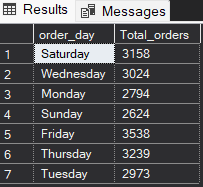 Results Messages
order_day Total_orders
1 Saturday 3158
2 Wednesday 3024
3 Monday 2794
4 Sunday 2624
5 Friday 3538
6 Thursday 3239
7 Tuesday 2973